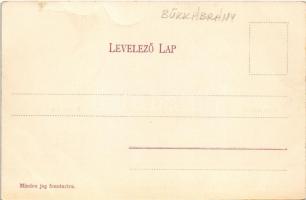 BÜKKÁBRÁNY
LEVELEZŐ LAP
Minden jog fenntartva.